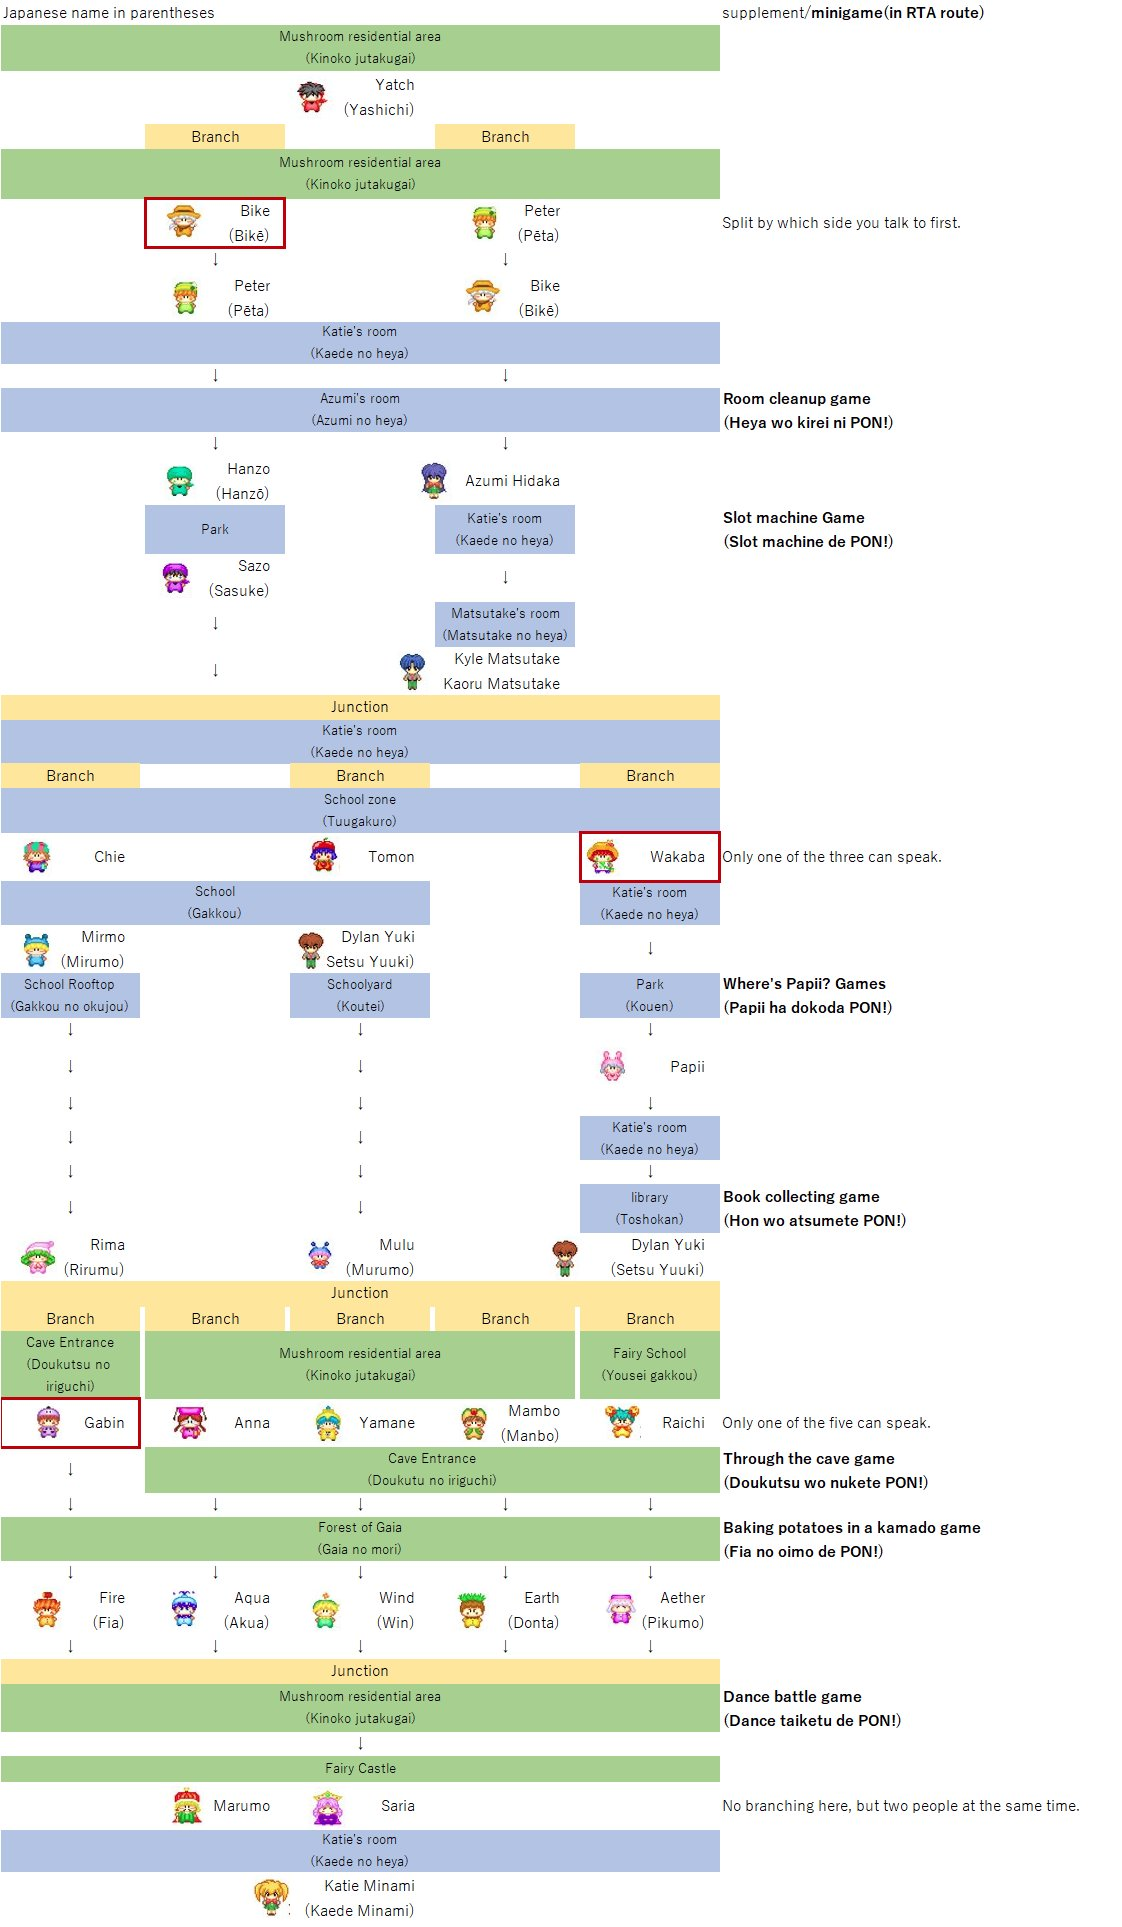 Japanese name in parentheses
supplement/minigame(in RTA route)
Mushroom residential area
(Kinoko jutakugai)
Yatch
(Yashichi)
Branch
Branch
Mushroom residential area
(Kinoko jutakugai)
Bike
(Bikē)
Peter
(Pēta)
Split by which side you talk to first.
↓
↓
Peter
(Pēta)
Bike
(Bikē)
Katie's room
(Kaede no heya)
↓
↓
Azumi's room
(Azumi no heya)
Room cleanup game
(Heya wo kirei ni PON!)
↓
↓
Hanzo
(Hanzō)
Azumi Hidaka
Park
Katie's room
(Kaede no heya)
Slot machine Game
(Slot machine de PON!)
Sazo
(Sasuke)
↓
↓
Matsutake's room
(Matsutake no heya)
↓
Kyle Matsutake
Kaoru Matsutake
Junction
Katie's room
(Kaede no heya)
Branch
Branch
Branch
School zone
(Tuugakuro)
Chie
Tomon
Wakaba
Only one of the three can speak.
School
(Gakkou)
Katie's room
(Kaede no heya)
Mirmo
(Mirumo)
Dylan Yuki
Setsu Yuuki)
↓
School Rooftop
(Gakkou no okujou)
Schoolyard
(Koutei)
Park
(Kouen)
Where's Papii? Games
(Papii ha dokoda PON!)
↓
↓
↓
↓
↓
Papii
↓
↓
↓
↓
↓
Katie's room
(Kaede no heya)
↓
↓
↓
↓
↓
library
(Toshokan)
Book collecting game
(Hon wo atsumete PON!)
Rima
(Rirumu)
Mulu
(Murumo)
Dylan Yuki
(Setsu Yuuki)
Junction
Branch
Branch
Branch
Branch
Branch
Cave Entrance
(Doukutsu no
iriguchi)
Mushroom residential area
(Kinoko jutakugai)
Fairy School
(Yousei gakkou)
Gabin
Anna
Yamane
Mambo
(Manbo)
Raichi
Only one of the five can speak.
↓
Cave Entrance
(Doukutu no iriguchi)
Through the cave game
(Doukutsu wo nukete PON!)
↓
↓
↓
↓
↓
Forest of Gaia
(Gaia no mori)
Baking potatoes in a kamado game
(Fia no oimo de PON!)
↓
↓
↓
↓
↓
Fire
(Fia)
Aqua
(Akua)
Wind
(Win)
Earth
(Donta)
Aether
(Pikumo)
↓
↓
↓
↓
↓
Junction
Mushroom residential area
(Kinoko jutakugai)
Dance battle game
(Dance taiketu de PON!)
↓
Fairy Castle
Marumo
Saria
No branching here, but two people at the same time.
Katie's room
(Kaede no heya)
Katie Minami
(Kaede Minami)